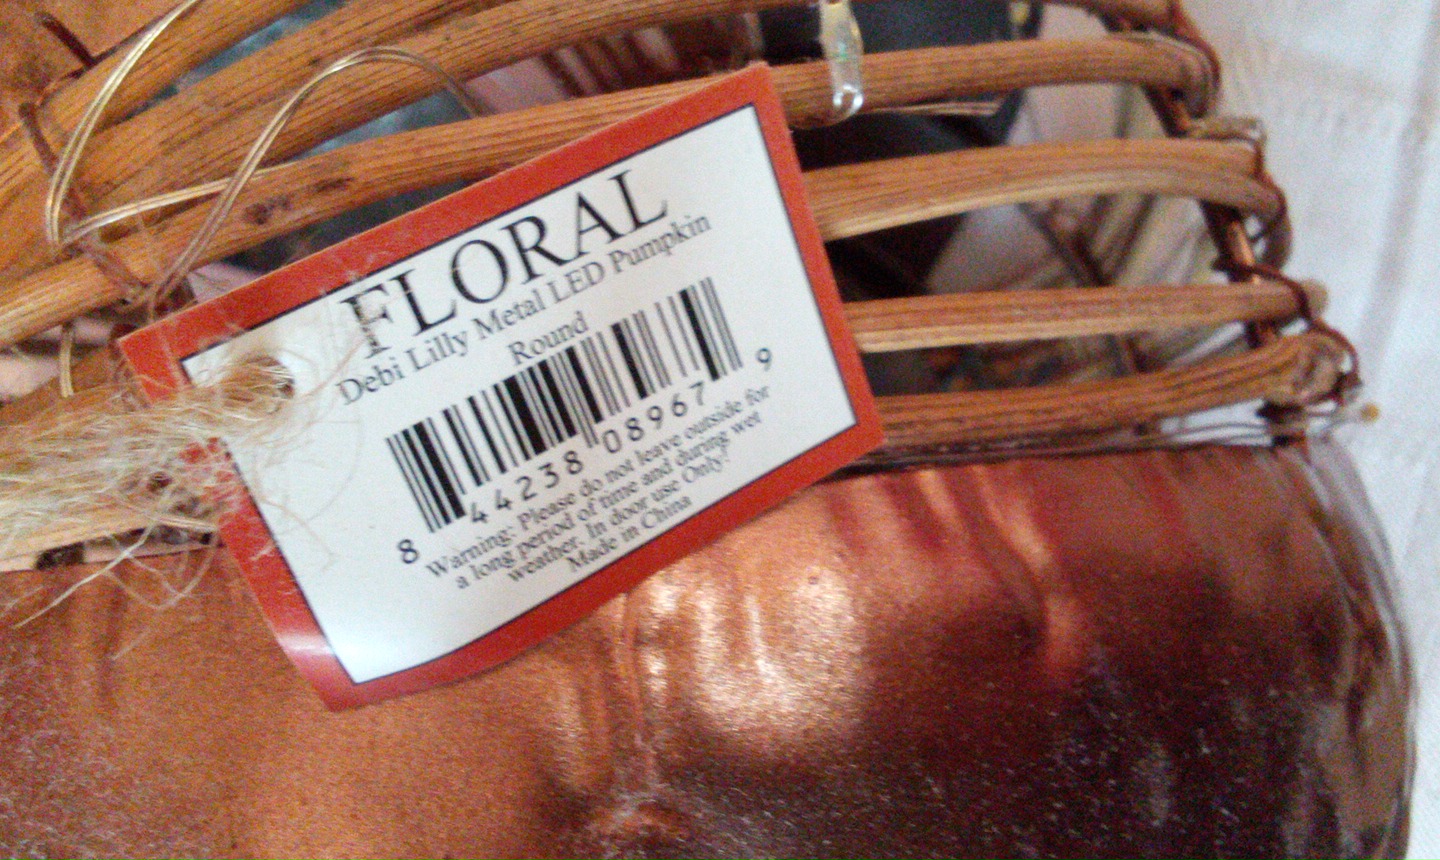 FLORAL
Debi Lilly Metal LED Pumpkin
Round
8 44238 08967 9
Warning: Please do not leave outside for
a long period of time and during wet
weather. In door use Only!
Made in China